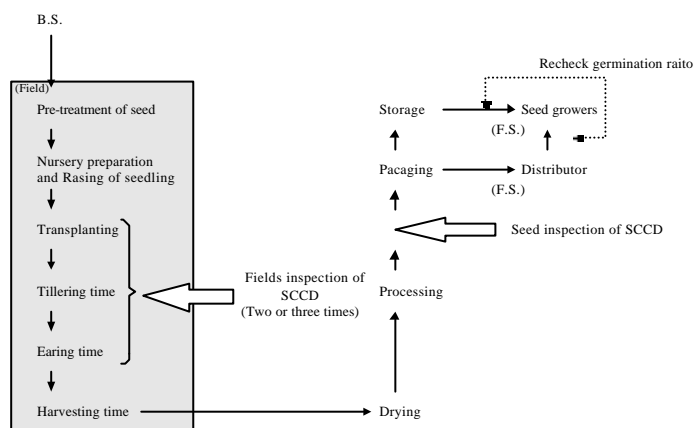 B.S.
(Field)
Pre-treatment of seed
Nursery preparation
and Rasing of seedling
Transplanting
Tillering time
Earing time
Harvesting time
Fields inspection of
SCCD
(Two or three times)
Drying
Processing
Seed inspection of SCCD
Pacaging
Distributor
(F.S.)
Storage
Seed growers
(F.S.)
Recheck germination raito